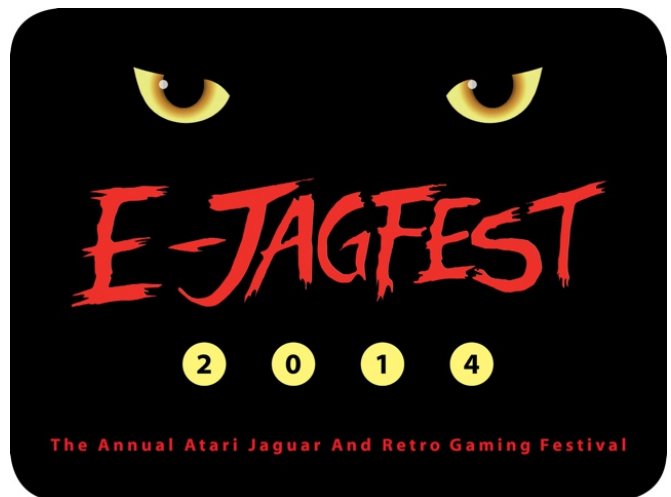 E-JAGFEST
2 0 1 4
The Annual Atari Jaguar And Retro Gaming Festival